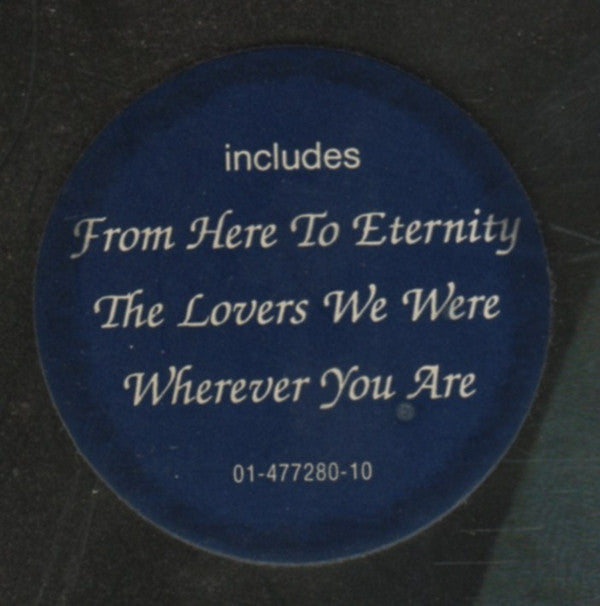 includes
From Here To Eternity
The Lovers We Were
Wherever You Are
01-477280-10